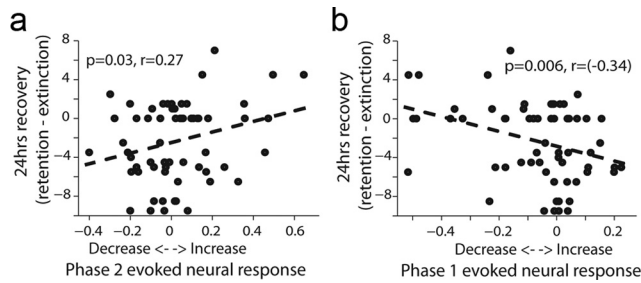 a
8
4
0
−4
−8
p=0.03, r=0.27
24hrs recovery
(retention - extinction)
−0.4 −0.2 0 0.2 0.4 0.6
Decrease <- -> Increase
Phase 2 evoked neural response
b
8
4
0
−4
−8
p=0.006, r=(-0.34)
24hrs recovery
(retention - extinction)
−0.4 −0.2 0 0.2
Decrease <- -> Increase
Phase 1 evoked neural response